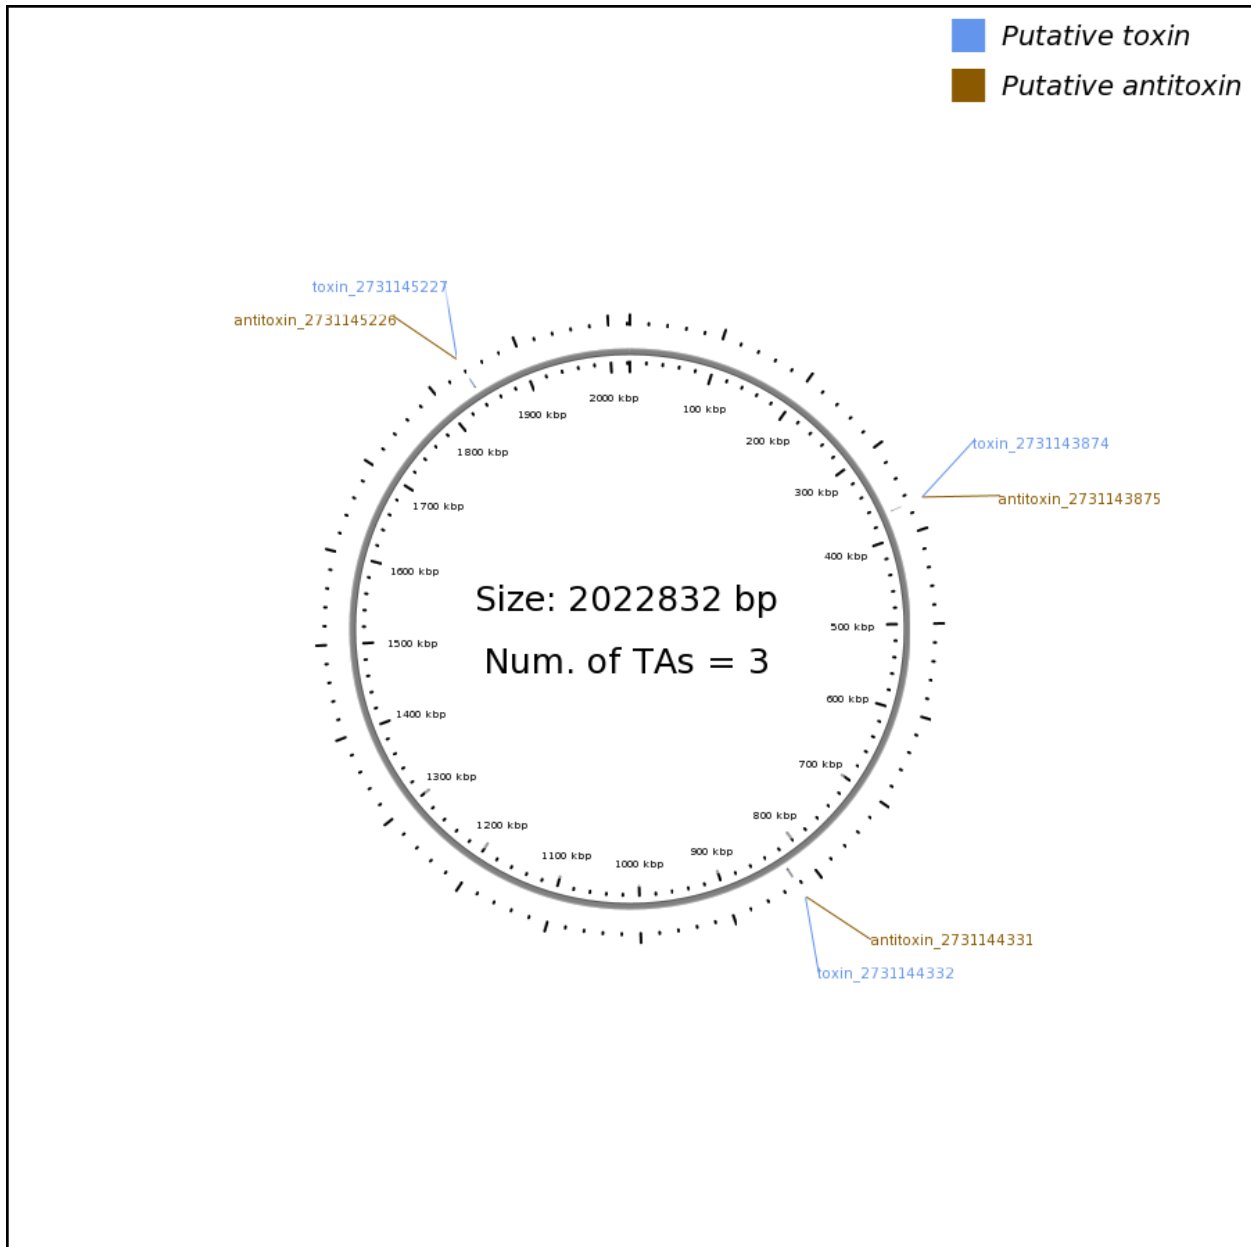 Putative toxin
Putative antitoxin
toxin_2731145227
antitoxin_2731145226
2000 kbp
100 kbp
1900 kbp
200 kbp
1800 kbp
toxin_2731143874
300 kbp
antitoxin_2731143875
1700 kbp
400 kbp
1600 kbp
Size: 2022832 bp
500 kbp
1500 kbp
Num. of TAs = 3
600 kbp
1400 kbp
700 kbp
1300 kbp
800 kbp
1200 kbp
900 kbp
1100 kbp
1000 kbp
antitoxin_2731144331
toxin_2731144332